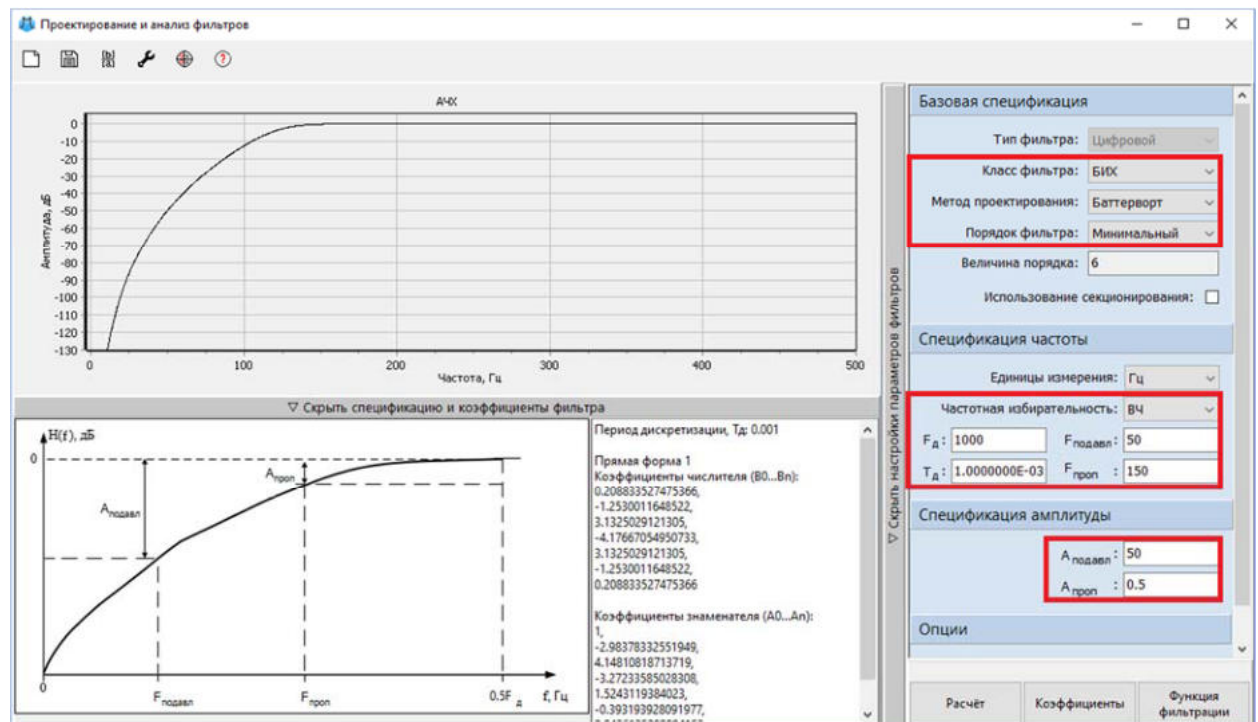 Проектирование и анализ фильтров
АЧХ
Амплитуда, дБ
0
-10
-20
-30
-40
-50
-60
-70
-80
-90
-100
-110
-120
-130
0 100 200 300 400 500
Частота, Гц
▽ Скрыть спецификацию и коэффициенты фильтра
H(f), дБ
0
Aпроп
Aподавл
0 Fподавл Fпроп 0.5Fд f, Гц
Период дискретизации, Тд: 0.001
Прямая форма 1
Коэффициенты числителя (B0...Bn):
0.208833527475366,
-1.2530011648522,
3.1325029121305,
-4.17667054950733,
3.1325029121305,
-1.2530011648522,
0.208833527475366
Коэффициенты знаменателя (A0...An):
1,
-2.98378332551949,
4.14810818713719,
-3.27233585028308,
1.5243119384023,
-0.393193928091977,
▽ Скрыть настройки параметров фильтров
Базовая спецификация
Тип фильтра: Цифровой
Класс фильтра: БИХ
Метод проектирования: Баттерворт
Порядок фильтра: Минимальный
Величина порядка: 6
Использование секционирования:
Спецификация частоты
Единицы измерения: Гц
Частотная избирательность: ВЧ
Fд: 1000 Fподавл: 50
Tд: 1.0000000E-03 Fпроп : 150
Спецификация амплитуды
Aподавл: 50
Aпроп : 0.5
Опции
Расчёт Коэффициенты Функция
фильтрации